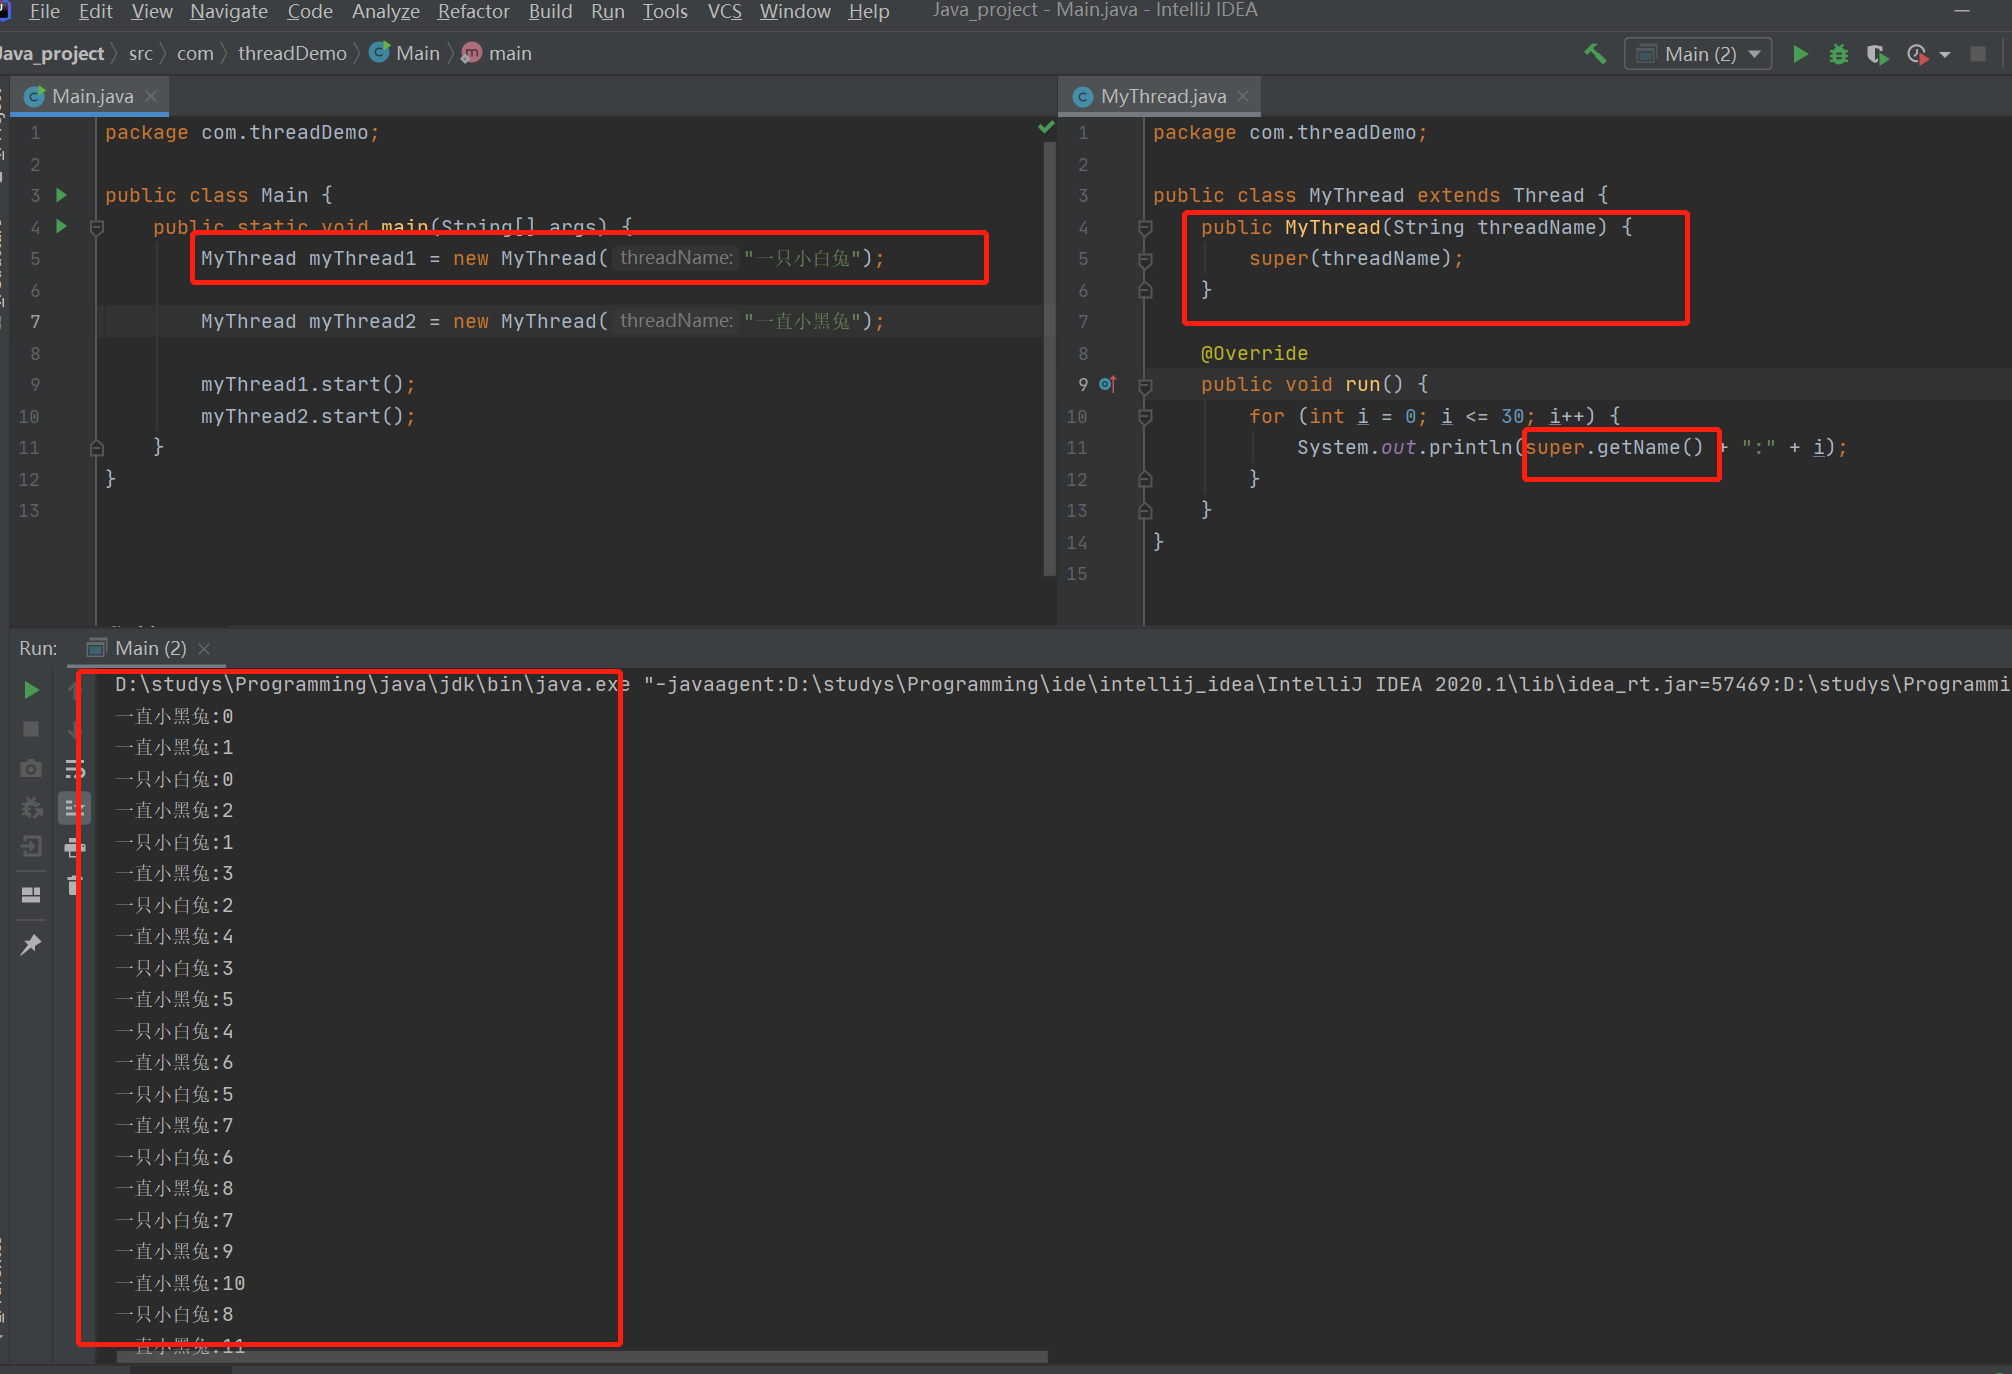 File Edit View Navigate Code Analyze Refactor Build Run Tools VCS Window Help Java_project - Main.java - IntelliJ IDEA
Java_project src com threadDemo Main main Main (2)
Main.java
1 package com.threadDemo;
2
3 public class Main {
4 public static void main(String[] args) {
5 MyThread myThread1 = new MyThread( threadName: "一只小白兔");
6
7 MyThread myThread2 = new MyThread( threadName: "一直小黑兔");
8
9 myThread1.start();
10 myThread2.start();
11 }
12 }
13
MyThread.java
1 package com.threadDemo;
2
3 public class MyThread extends Thread {
4 public MyThread(String threadName) {
5 super(threadName);
6 }
7
8 @Override
9 public void run() {
10 for (int i = 0; i <= 30; i++) {
11 System.out.println(super.getName() + ":" + i);
12 }
13 }
14 }
15
Run: Main (2)
D:\studys\Programming\java\jdk\bin\java.exe "-javaagent:D:\studys\Programming\ide\intellij_idea\IntelliJ IDEA 2020.1\lib\idea_rt.jar=57469:D:\studys\Programmi
一直小黑兔:0
一直小黑兔:1
一只小白兔:0
一直小黑兔:2
一只小白兔:1
一直小黑兔:3
一只小白兔:2
一直小黑兔:4
一只小白兔:3
一直小黑兔:5
一只小白兔:4
一直小黑兔:6
一只小白兔:5
一直小黑兔:7
一只小白兔:6
一直小黑兔:8
一只小白兔:7
一直小黑兔:9
一直小黑兔:10
一只小白兔:8
一直小黑兔:11